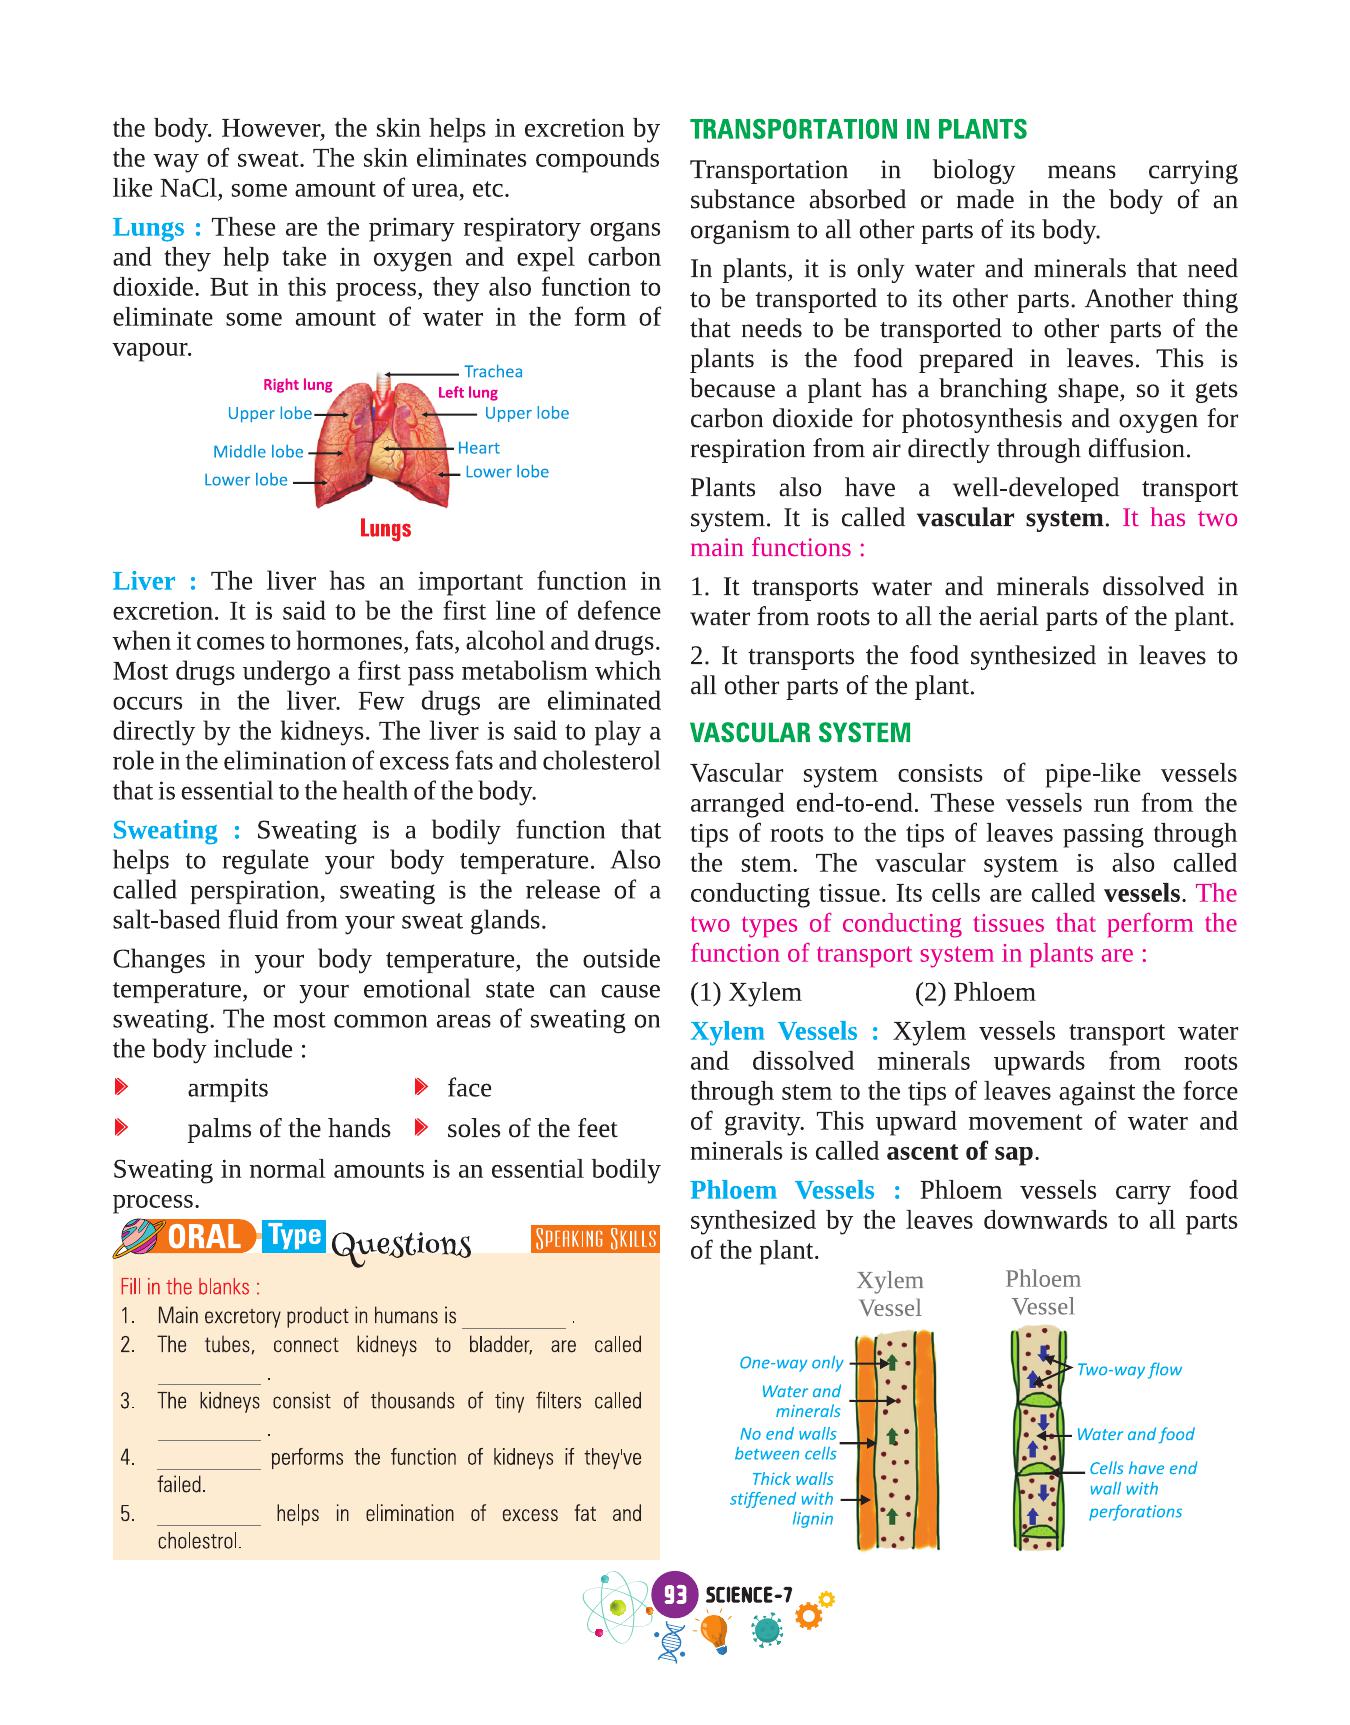 the body. However, the skin helps in excretion by
the way of sweat. The skin eliminates compounds
like NaCl, some amount of urea, etc.
Lungs : These are the primary respiratory organs
and they help take in oxygen and expel carbon
dioxide. But in this process, they also function to
eliminate some amount of water in the form of
vapour.
Trachea
Right lung
Left lung
Upper lobe
Upper lobe
Middle lobe
Heart
Lower lobe
Lower lobe
Lungs
Liver : The liver has an important function in
excretion. It is said to be the first line of defence
when it comes to hormones, fats, alcohol and drugs.
Most drugs undergo a first pass metabolism which
occurs in the liver. Few drugs are eliminated
directly by the kidneys. The liver is said to play a
role in the elimination of excess fats and cholesterol
that is essential to the health of the body.
Sweating : Sweating is a bodily function that
helps to regulate your body temperature. Also
called perspiration, sweating is the release of a
salt-based fluid from your sweat glands.
Changes in your body temperature, the outside
temperature, or your emotional state can cause
sweating. The most common areas of sweating on
the body include :
armpits face
palms of the hands soles of the feet
Sweating in normal amounts is an essential bodily
process.
ORAL Type Questions SPEAKING SKILLS
Fill in the blanks :
1. Main excretory product in humans is __________ .
2. The tubes, connect kidneys to bladder, are called
__________ .
3. The kidneys consist of thousands of tiny filters called
__________ .
4. __________ performs the function of kidneys if they've
failed.
5. __________ helps in elimination of excess fat and
cholestrol.
TRANSPORTATION IN PLANTS
Transportation in biology means carrying
substance absorbed or made in the body of an
organism to all other parts of its body.
In plants, it is only water and minerals that need
to be transported to its other parts. Another thing
that needs to be transported to other parts of the
plants is the food prepared in leaves. This is
because a plant has a branching shape, so it gets
carbon dioxide for photosynthesis and oxygen for
respiration from air directly through diffusion.
Plants also have a well-developed transport
system. It is called vascular system. It has two
main functions :
1. It transports water and minerals dissolved in
water from roots to all the aerial parts of the plant.
2. It transports the food synthesized in leaves to
all other parts of the plant.
VASCULAR SYSTEM
Vascular system consists of pipe-like vessels
arranged end-to-end. These vessels run from the
tips of roots to the tips of leaves passing through
the stem. The vascular system is also called
conducting tissue. Its cells are called vessels. The
two types of conducting tissues that perform the
function of transport system in plants are :
(1) Xylem (2) Phloem
Xylem Vessels : Xylem vessels transport water
and dissolved minerals upwards from roots
through stem to the tips of leaves against the force
of gravity. This upward movement of water and
minerals is called ascent of sap.
Phloem Vessels : Phloem vessels carry food
synthesized by the leaves downwards to all parts
of the plant.
Xylem
Vessel
One-way only
Water and
minerals
No end walls
between cells
Thick walls
stiffened with
lignin
Phloem
Vessel
Two-way flow
Water and food
Cells have end
wall with
perforations
93 SCIENCE-7